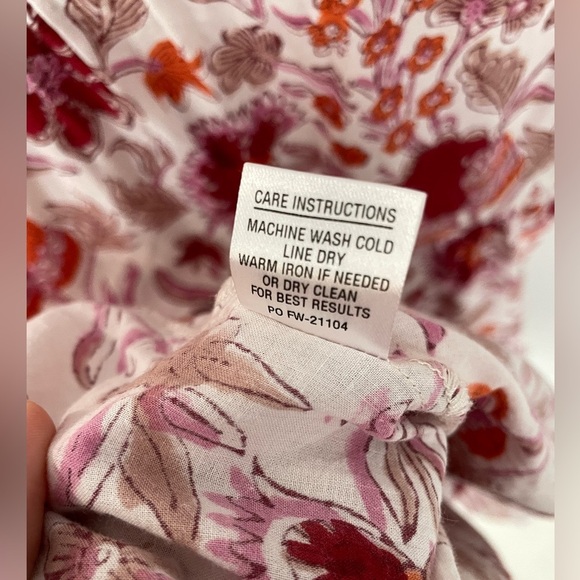 CARE INSTRUCTIONS
MACHINE WASH COLD
LINE DRY
WARM IRON IF NEEDED
OR DRY CLEAN
FOR BEST RESULTS
PO FW-21104